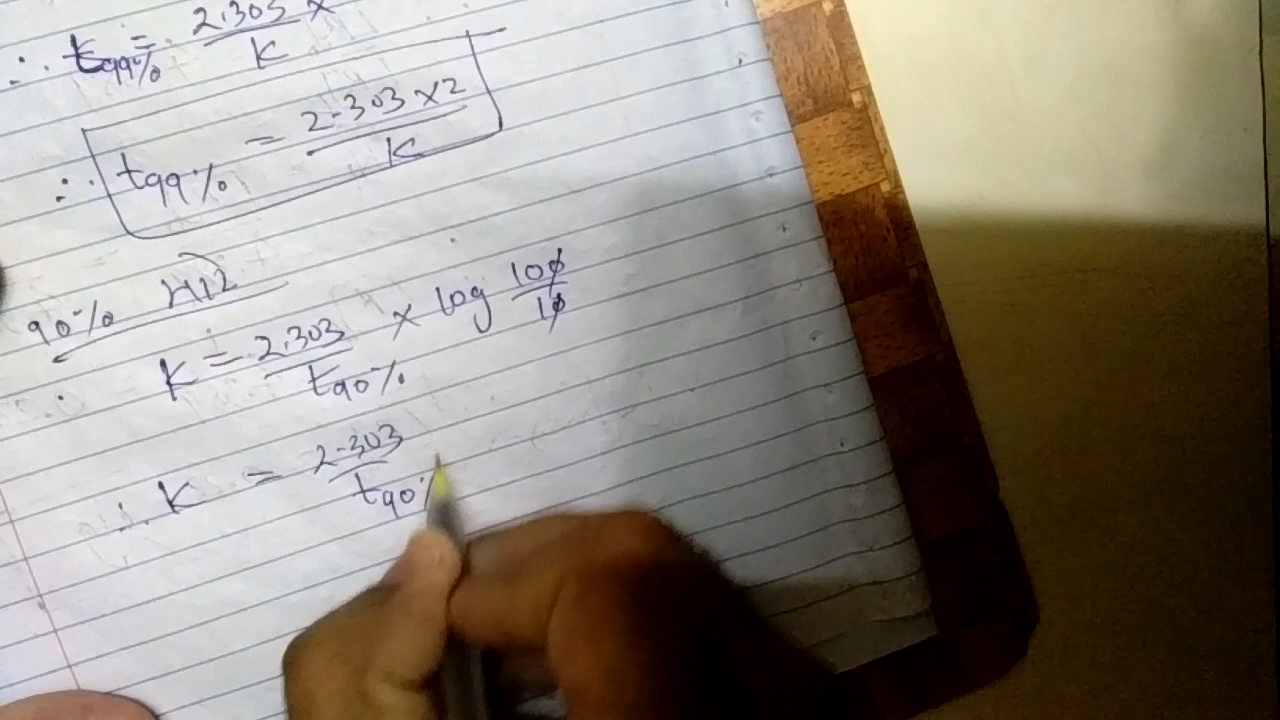 ∴ t99% = 2.303 x / K
∴ t99% = 2.303 x 2 / K
90%
K = 2.303 / t90% x log 100 / 10
∴ K = 2.303 / t90%